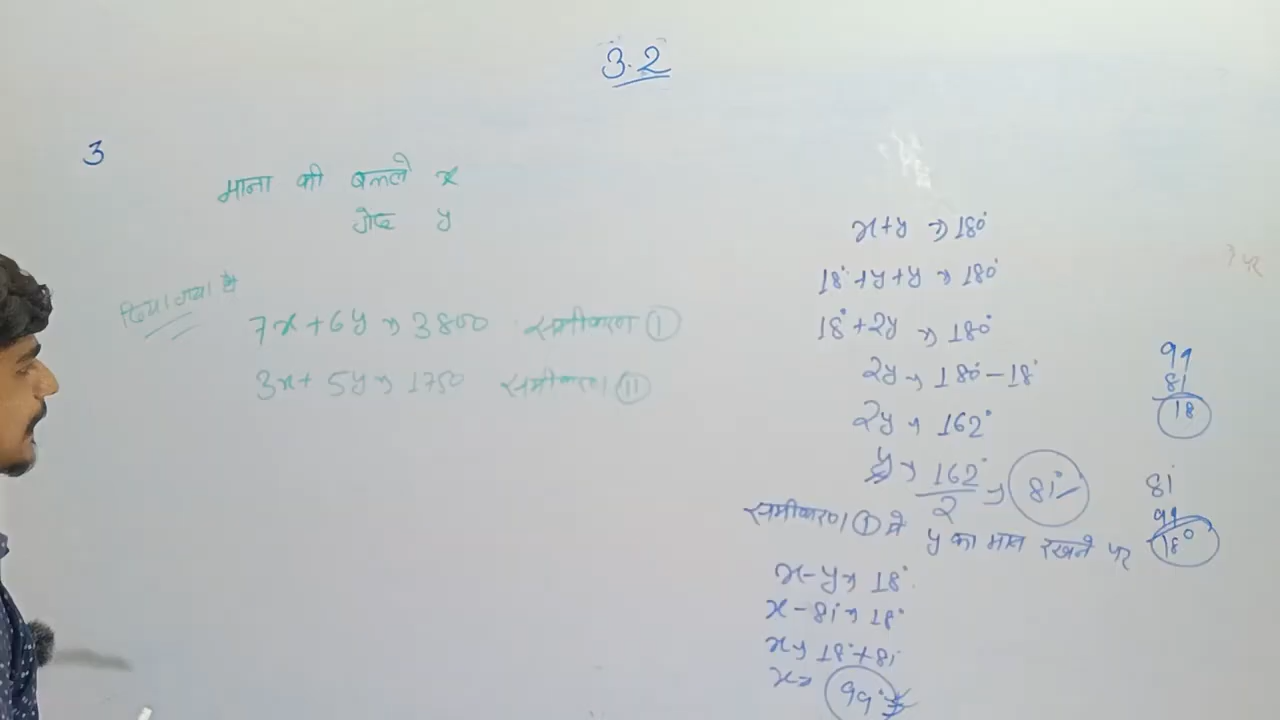 3.2
3
माना की बल्ले x
गेंद y
दिया गया है
7x+6y → 3800 समीकरण ①
3x+ 5y → 1750 समीकरण ⑪
x+y → 180°
18°+y+y → 180°
18°+2y → 180°
2y → 180-18°
2y → 162°
y → 162°/2 → 81°
समीकरण ① मे y का मान रखने पर
x-y → 18°
x-81 → 18°
x → 18°+81°
x → 99°
99
81
18
81
99
180